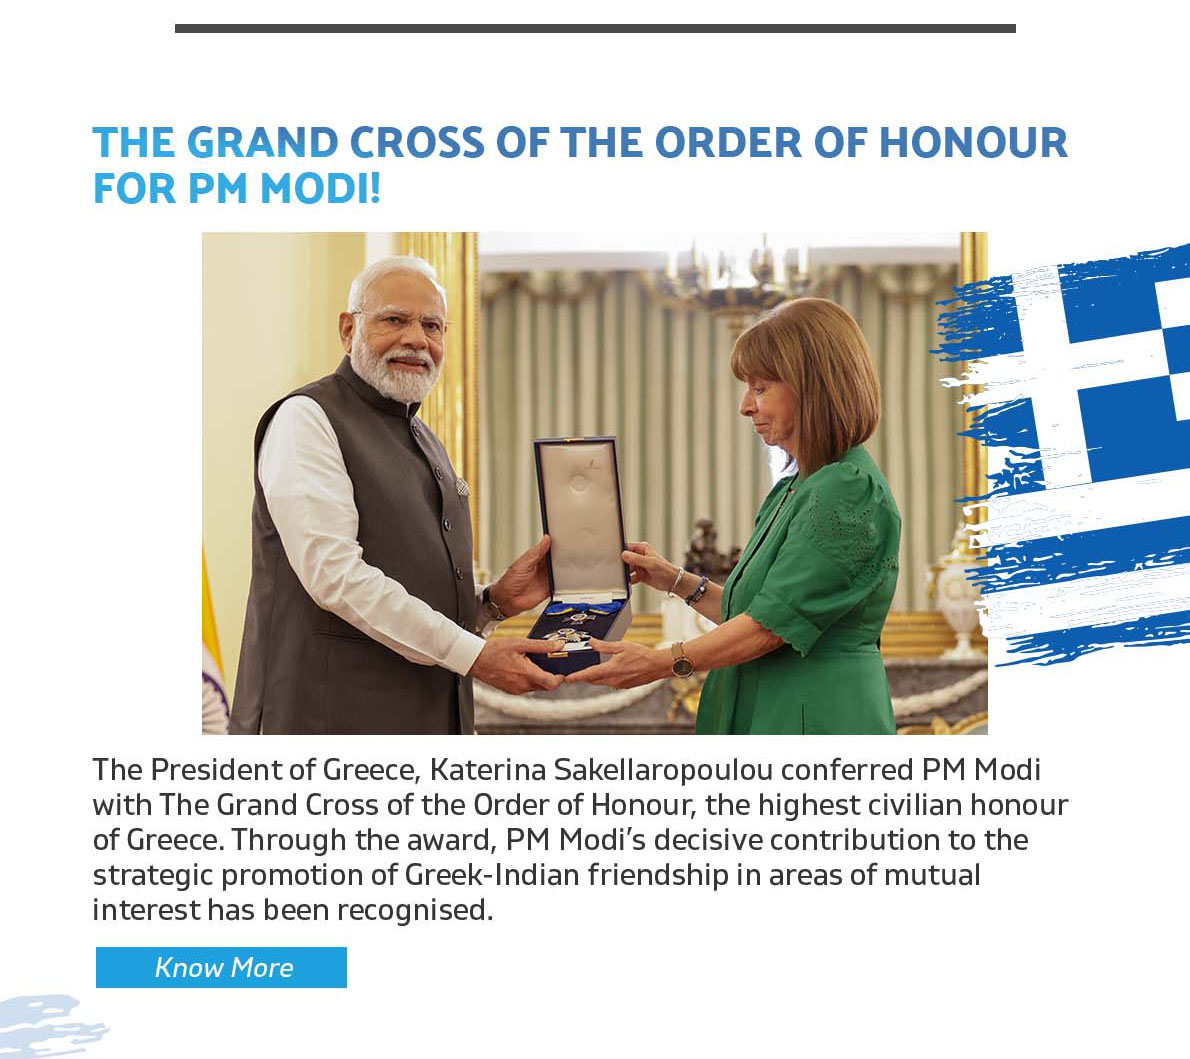 THE GRAND CROSS OF THE ORDER OF HONOUR
FOR PM MODI!
The President of Greece, Katerina Sakellaropoulou conferred PM Modi
with The Grand Cross of the Order of Honour, the highest civilian honour
of Greece. Through the award, PM Modi's decisive contribution to the
strategic promotion of Greek-Indian friendship in areas of mutual
interest has been recognised.
Know More